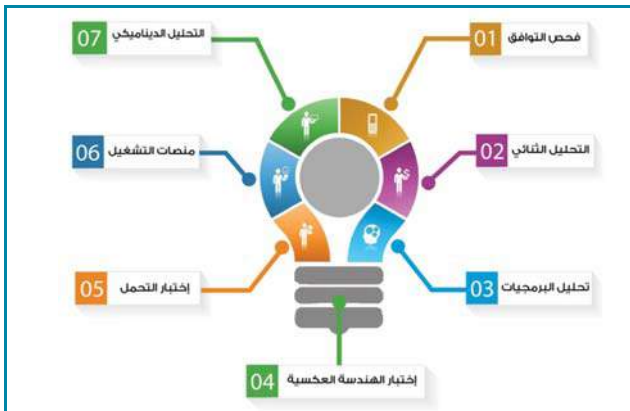 01 فحص التوافق
02 التحليل الثنائي
03 تحليل البرمجيات
04 إختبار الهندسة العكسية
05 إختبار التحمل
06 منصات التشغيل
07 التحليل الديناميكي